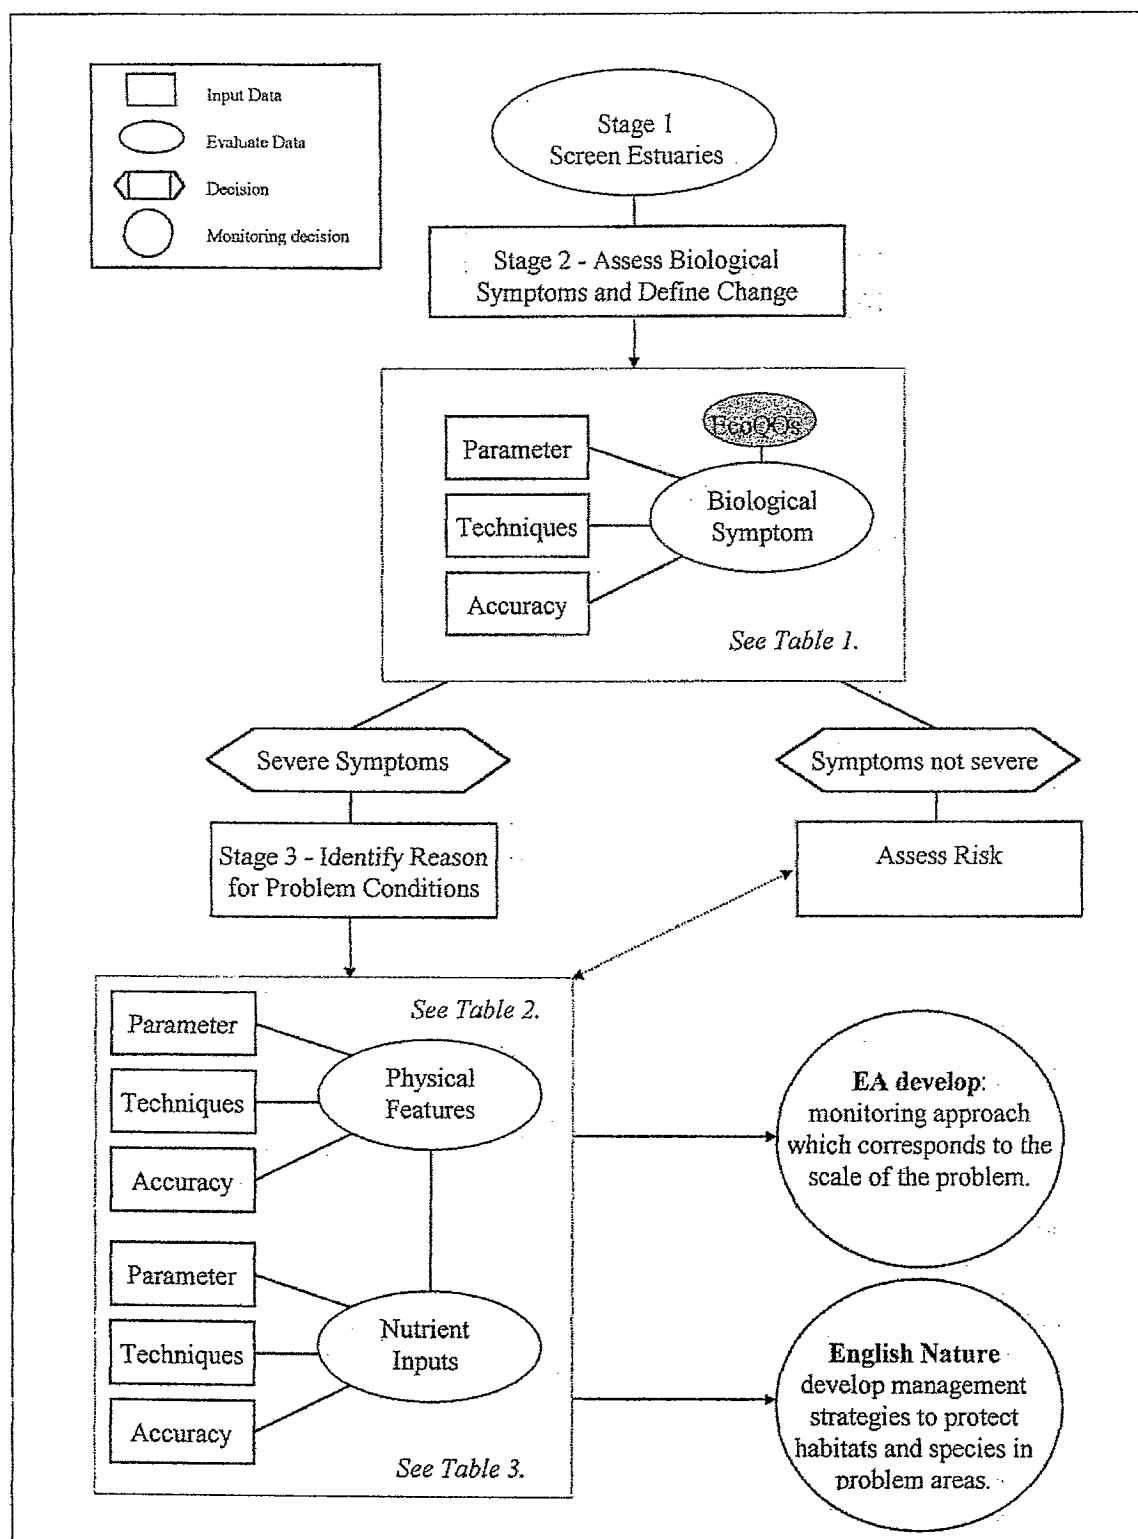 Input Data
Evaluate Data
Decision
Monitoring decision
Stage 1
Screen Estuaries
Stage 2 - Assess Biological
Symptoms and Define Change
EcoQOs
Parameter
Techniques
Accuracy
Biological
Symptom
See Table 1.
Severe Symptoms
Symptoms not severe
Stage 3 - Identify Reason
for Problem Conditions
Assess Risk
See Table 2.
Parameter
Techniques
Accuracy
Physical
Features
Parameter
Techniques
Accuracy
Nutrient
Inputs
See Table 3.
EA develop:
monitoring approach
which corresponds to the
scale of the problem.
English Nature
develop management
strategies to protect
habitats and species in
problem areas.